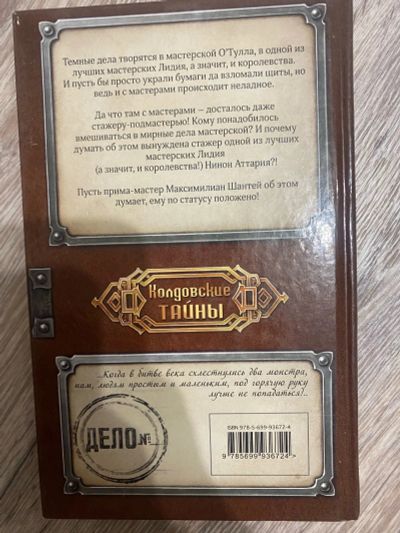 Темные дела творятся в мастерской О'Тулла, в одной из
лучших мастерских Лидия, а значит, и королевства.
И пусть бы просто украли бумаги да взломали щиты, но
ведь и с мастерами происходит неладное.
Да что там с мастерами – досталось даже
стажеру-подмастерью! Кому понадобилось
вмешиваться в мирные дела мастерской? И почему
думать об этом вынуждена стажер одной из лучших
мастерских Лидия
(а значит, и королевства!) Нинон Аттария?!
Пусть прима-мастер Максимилиан Шантей об этом
думает, ему по статусу положено!
Колдовские
ТАЙНЫ
...Когда в битве века схлестнулись два монстра,
нам, людям простым и маленьким, под горячую руку
лучше не попадаться!..
ДЕЛО №
ISBN 978-5-699-93672-4
9 785699 936724 >